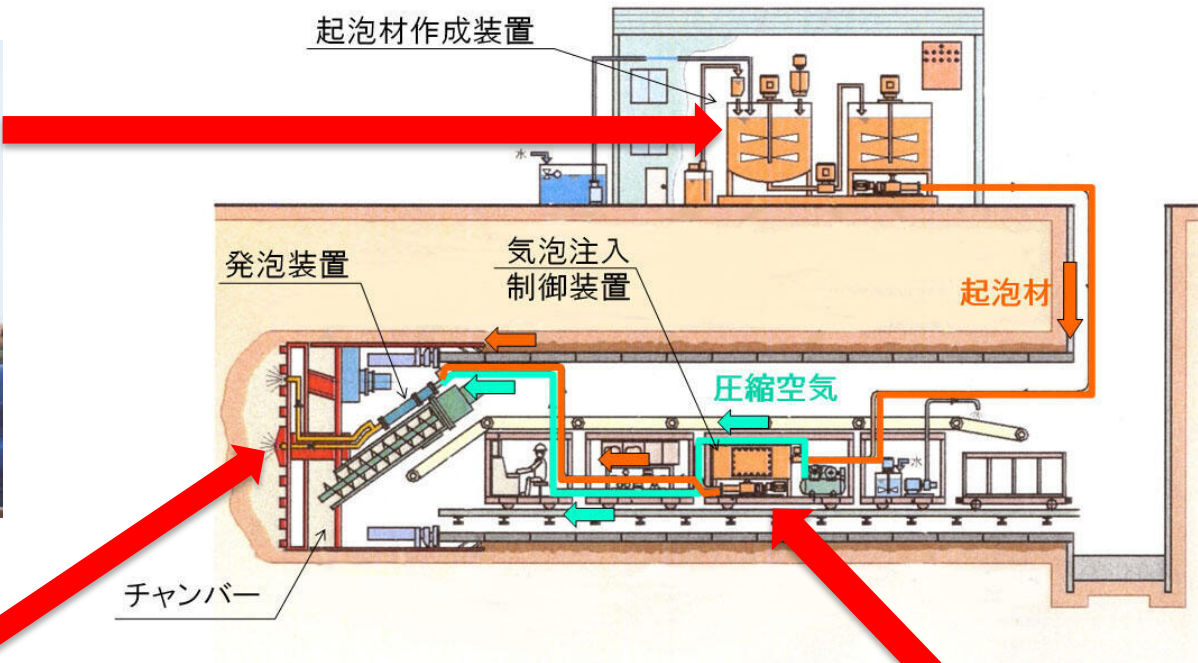 起泡材作成装置
水
発泡装置
気泡注入
制御装置
起泡材
圧縮空気
水
チャンバー